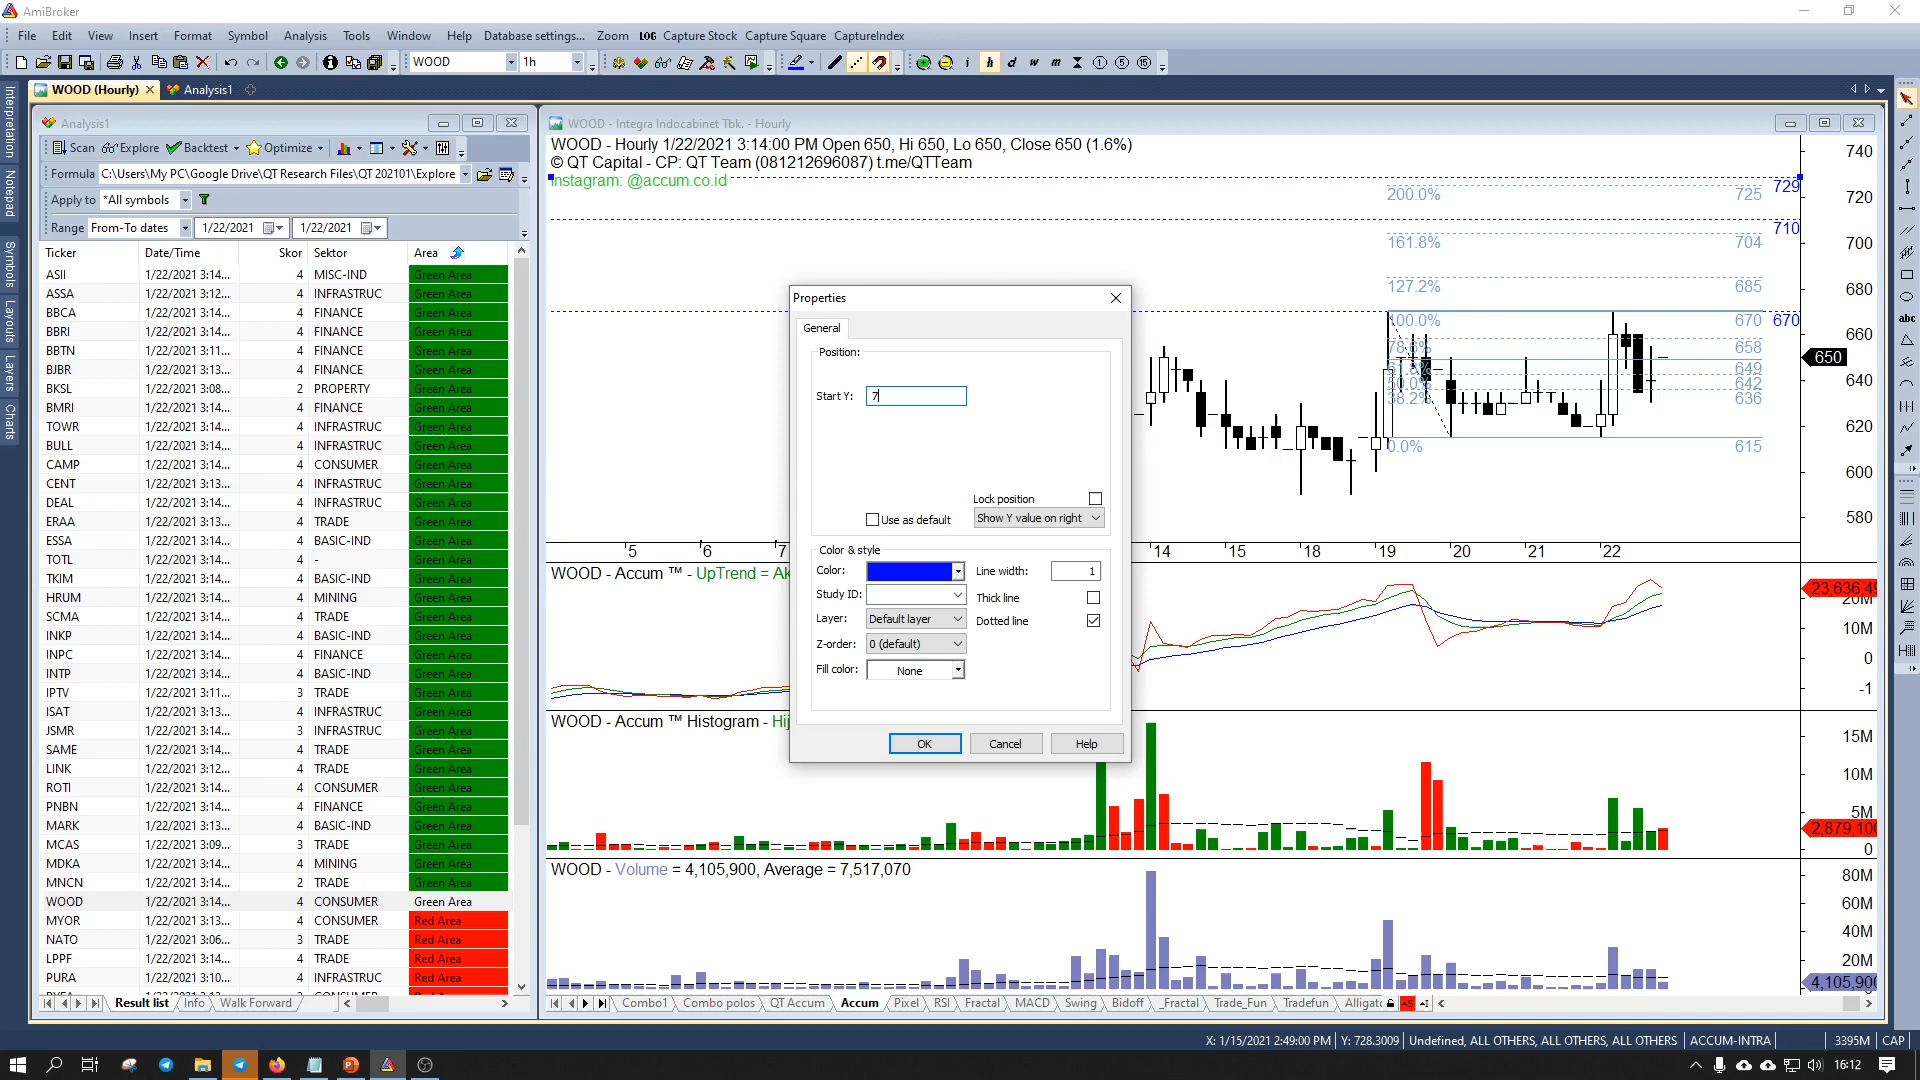 AmiBroker
File Edit View Insert Format Symbol Analysis Tools Window Help Database settings... Zoom LOG Capture Stock Capture Square CaptureIndex
WOOD 1h
WOOD (Hourly) Analysis1
Interpretation
Notepad
Symbols
Layouts
Layers
Charts
Analysis1
Scan Explore Backtest Optimize
Formula C:\Users\My PC\Google Drive\QT Research Files\QT 202101\Explore
Apply to *All symbols
Range From-To dates 1/22/2021 1/22/2021
Ticker Date/Time Skor Sektor Area
ASII 1/22/2021 3:14... 4 MISC-IND Green Area
ASSA 1/22/2021 3:12... 4 INFRASTRUC Green Area
BBCA 1/22/2021 3:14... 4 FINANCE Green Area
BBRI 1/22/2021 3:14... 4 FINANCE Green Area
BBTN 1/22/2021 3:11... 4 FINANCE Green Area
BJBR 1/22/2021 3:14... 4 FINANCE Green Area
BKSL 1/22/2021 3:08... 2 PROPERTY Green Area
BMRI 1/22/2021 3:14... 4 FINANCE Green Area
TOWR 1/22/2021 3:14... 4 INFRASTRUC Green Area
BULL 1/22/2021 3:14... 4 INFRASTRUC Green Area
CAMP 1/22/2021 3:14... 4 CONSUMER Green Area
CENT 1/22/2021 3:13... 4 INFRASTRUC Green Area
DEAL 1/22/2021 3:14... 4 INFRASTRUC Green Area
ERAA 1/22/2021 3:13... 4 TRADE Green Area
ESSA 1/22/2021 3:14... 4 BASIC-IND Green Area
TOTL 1/22/2021 3:14... 4 - Green Area
TKIM 1/22/2021 3:14... 4 BASIC-IND Green Area
HRUM 1/22/2021 3:14... 4 MINING Green Area
SCMA 1/22/2021 3:14... 4 TRADE Green Area
INKP 1/22/2021 3:14... 4 BASIC-IND Green Area
INPC 1/22/2021 3:14... 4 FINANCE Green Area
INTP 1/22/2021 3:14... 4 BASIC-IND Green Area
IPTV 1/22/2021 3:11... 3 TRADE Green Area
ISAT 1/22/2021 3:13... 4 INFRASTRUC Green Area
JSMR 1/22/2021 3:14... 3 INFRASTRUC Green Area
SAME 1/22/2021 3:14... 4 TRADE Green Area
LINK 1/22/2021 3:12... 4 TRADE Green Area
ROTI 1/22/2021 3:14... 4 CONSUMER Green Area
PNBN 1/22/2021 3:14... 4 FINANCE Green Area
MARK 1/22/2021 3:13... 4 BASIC-IND Green Area
MCAS 1/22/2021 3:09... 3 TRADE Green Area
MDKA 1/22/2021 3:14... 4 MINING Green Area
MNCN 1/22/2021 3:14... 2 TRADE Green Area
WOOD 1/22/2021 3:14... 4 CONSUMER Green Area
MYOR 1/22/2021 3:13... 4 CONSUMER Red Area
NATO 1/22/2021 3:06... 3 TRADE Red Area
LPPF 1/22/2021 3:14... 4 TRADE Red Area
PURA 1/22/2021 3:10... 4 INFRASTRUC Red Area
Result list Info Walk Forward
WOOD - Integra Indocabinet Tbk. - Hourly
WOOD - Hourly 1/22/2021 3:14:00 PM Open 650, Hi 650, Lo 650, Close 650 (1.6%)
© QT Capital - CP: QT Team (081212696087) t.me/QTTeam
Instagram: @accum.co.id
200.0% 725
161.8% 704
127.2% 685
100.0% 670
78.6% 658
61.8% 649
50.0% 642
38.2% 636
0.0% 615
729
710
670
740
720
700
680
660
650
640
620
600
580
5 6 7 14 15 18 19 20 21 22
Properties
General
Position:
Start Y: 7
Lock position
Use as default Show Y value on right
Color & style
Color: Line width: 1
Study ID: Thick line
Layer: Default layer Dotted line
Z-order: 0 (default)
Fill color: None
OK Cancel Help
WOOD - Accum ™ - UpTrend = Ak
23,636,49
20M
10M
0
-1
WOOD - Accum ™ Histogram - Hij
15M
10M
5M
2,879,100
0
WOOD - Volume = 4,105,900, Average = 7,517,070
80M
60M
40M
20M
4,105,900
Combo1 Combo polos QT Accum Accum Pixel RSI Fractal MACD Swing Bidoff _Fractal Trade_Fun Tradefun Alligato
X: 1/15/2021 2:49:00 PM Y: 728.3009 Undefined, ALL OTHERS, ALL OTHERS, ALL OTHERS ACCUM-INTRA 3395M CAP
16:12